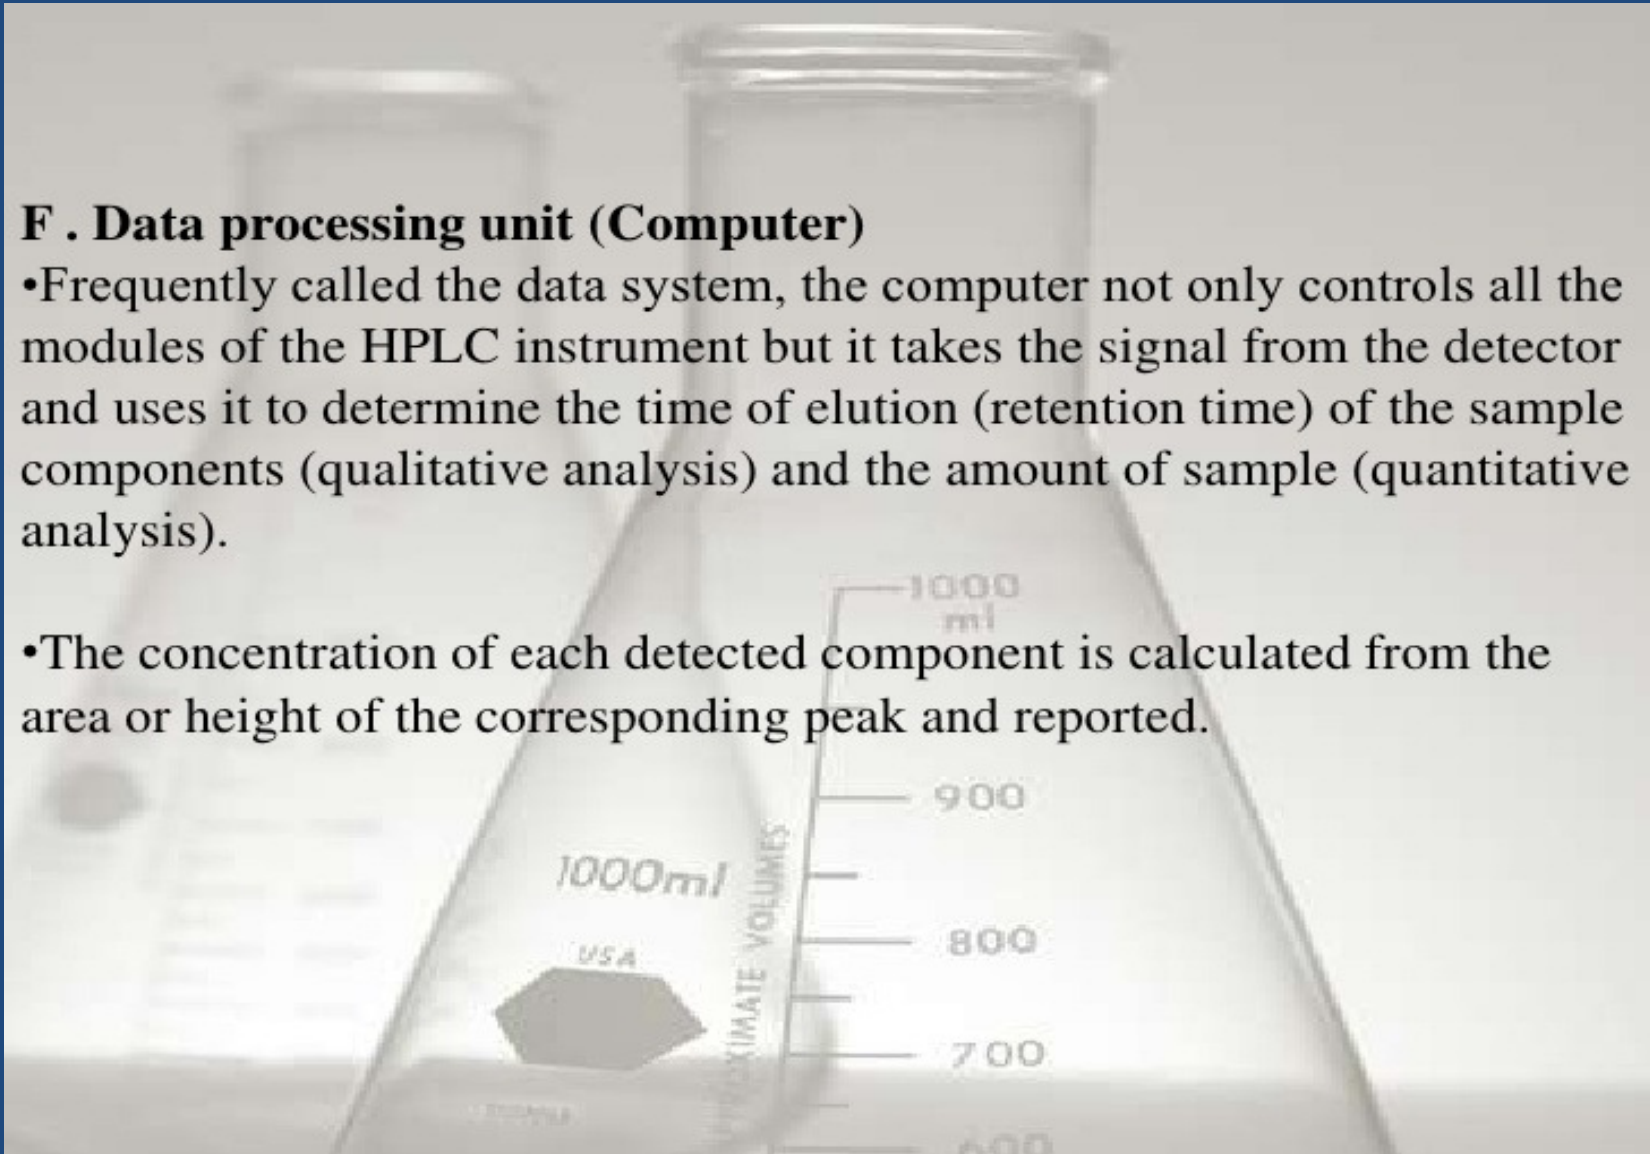 F . Data processing unit (Computer)
•Frequently called the data system, the computer not only controls all the
modules of the HPLC instrument but it takes the signal from the detector
and uses it to determine the time of elution (retention time) of the sample
components (qualitative analysis) and the amount of sample (quantitative
analysis).
•The concentration of each detected component is calculated from the
area or height of the corresponding peak and reported.
1000
ml
900
1000ml
VOLUMES
800
USA
700
600